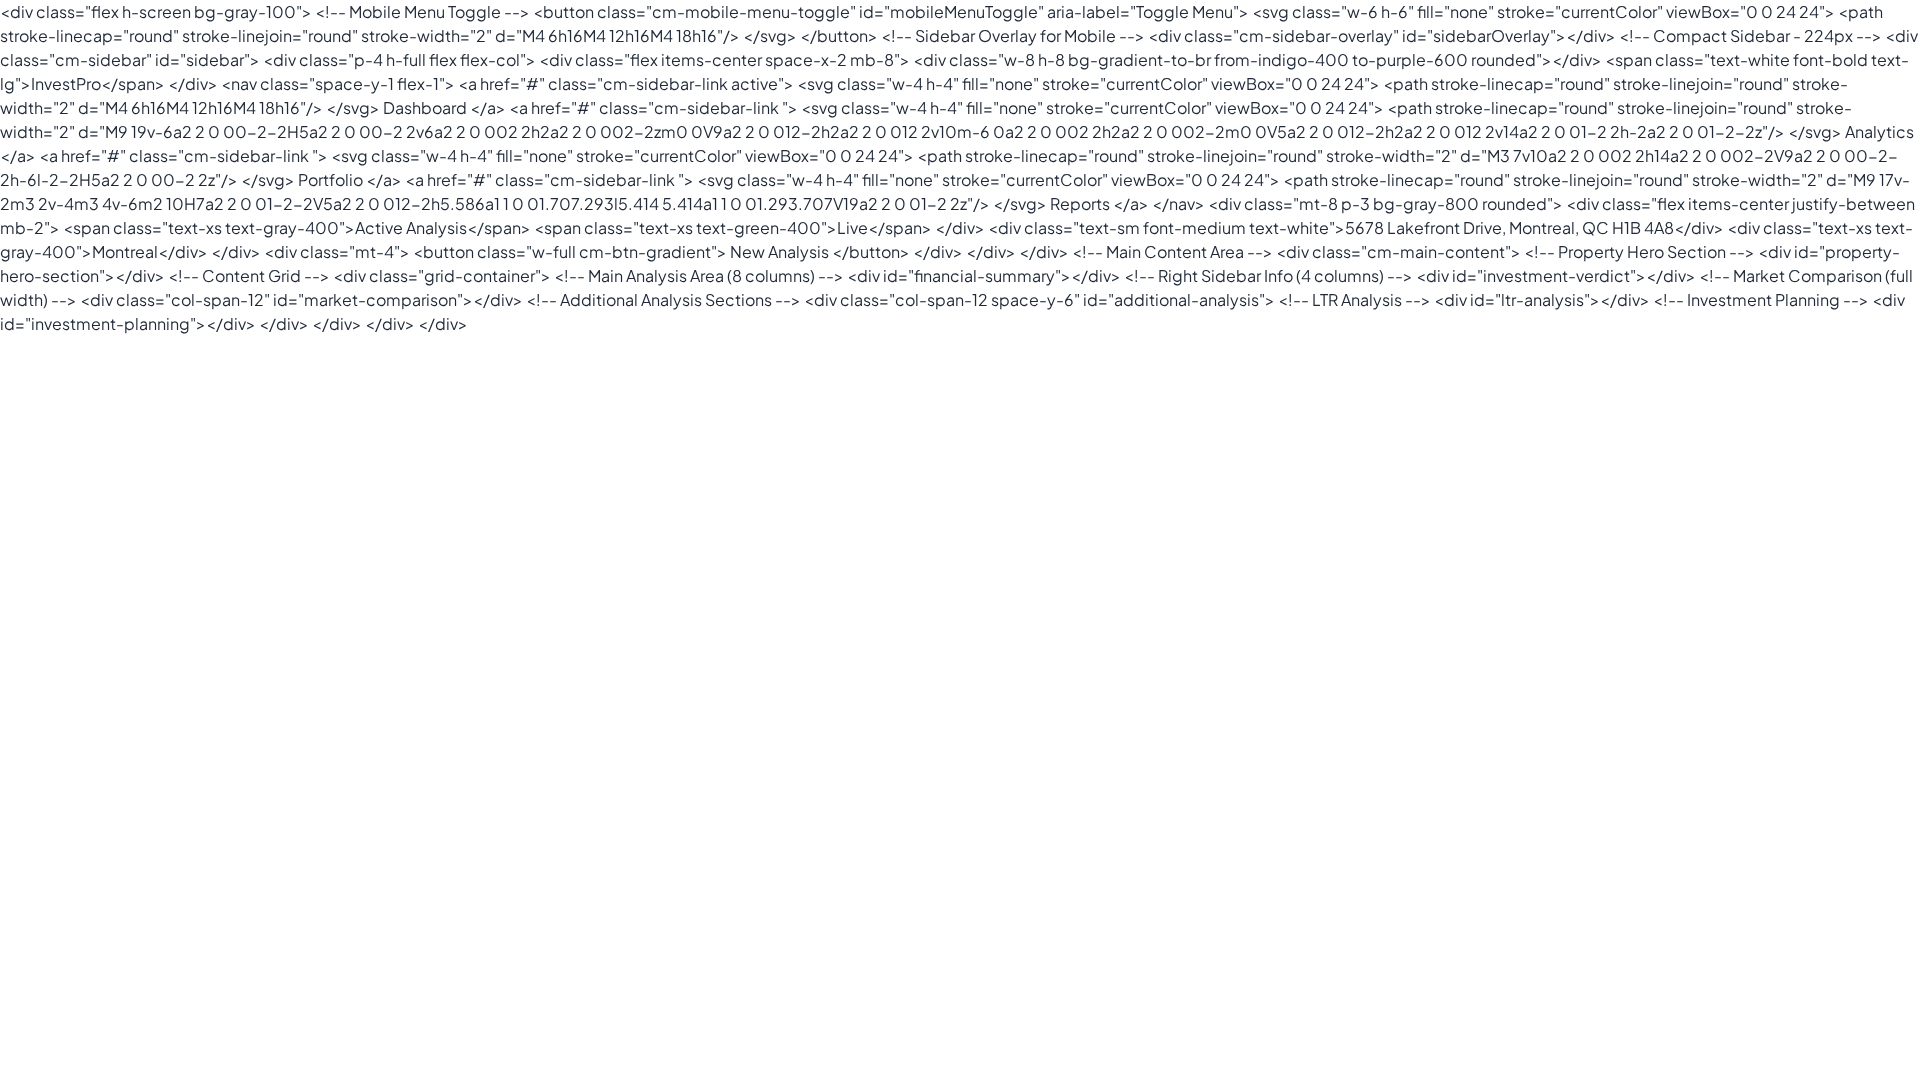 <div class="flex h-screen bg-gray-100"> <!-- Mobile Menu Toggle --> <button class="cm-mobile-menu-toggle" id="mobileMenuToggle" aria-label="Toggle Menu"> <svg class="w-6 h-6" fill="none" stroke="currentColor" viewBox="0 0 24 24"> <path
stroke-linecap="round" stroke-linejoin="round" stroke-width="2" d="M4 6h16M4 12h16M4 18h16"/> </svg> </button> <!-- Sidebar Overlay for Mobile --> <div class="cm-sidebar-overlay" id="sidebarOverlay"></div> <!-- Compact Sidebar - 224px --> <div
class="cm-sidebar" id="sidebar"> <div class="p-4 h-full flex flex-col"> <div class="flex items-center space-x-2 mb-8"> <div class="w-8 h-8 bg-gradient-to-br from-indigo-400 to-purple-600 rounded"></div> <span class="text-white font-bold text-
lg">InvestPro</span> </div> <nav class="space-y-1 flex-1"> <a href="#" class="cm-sidebar-link active"> <svg class="w-4 h-4" fill="none" stroke="currentColor" viewBox="0 0 24 24"> <path stroke-linecap="round" stroke-linejoin="round" stroke-
width="2" d="M4 6h16M4 12h16M4 18h16"/> </svg> Dashboard </a> <a href="#" class="cm-sidebar-link "> <svg class="w-4 h-4" fill="none" stroke="currentColor" viewBox="0 0 24 24"> <path stroke-linecap="round" stroke-linejoin="round" stroke-
width="2" d="M9 19v-6a2 2 0 00-2-2H5a2 2 0 00-2 2v6a2 2 0 002 2h2a2 2 0 002-2zm0 0V9a2 2 0 012-2h2a2 2 0 012 2v10m-6 0a2 2 0 002 2h2a2 2 0 002-2m0 0V5a2 2 0 012-2h2a2 2 0 012 2v14a2 2 0 01-2 2h-2a2 2 0 01-2-2z"/> </svg> Analytics
</a> <a href="#" class="cm-sidebar-link "> <svg class="w-4 h-4" fill="none" stroke="currentColor" viewBox="0 0 24 24"> <path stroke-linecap="round" stroke-linejoin="round" stroke-width="2" d="M3 7v10a2 2 0 002 2h14a2 2 0 002-2V9a2 2 0 00-2-
2h-6l-2-2H5a2 2 0 00-2 2z"/> </svg> Portfolio </a> <a href="#" class="cm-sidebar-link "> <svg class="w-4 h-4" fill="none" stroke="currentColor" viewBox="0 0 24 24"> <path stroke-linecap="round" stroke-linejoin="round" stroke-width="2" d="M9 17v-
2m3 2v-4m3 4v-6m2 10H7a2 2 0 01-2-2V5a2 2 0 012-2h5.586a1 1 0 01.707.293l5.414 5.414a1 1 0 01.293.707V19a2 2 0 01-2 2z"/> </svg> Reports </a> </nav> <div class="mt-8 p-3 bg-gray-800 rounded"> <div class="flex items-center justify-between
mb-2"> <span class="text-xs text-gray-400">Active Analysis</span> <span class="text-xs text-green-400">Live</span> </div> <div class="text-sm font-medium text-white">5678 Lakefront Drive, Montreal, QC H1B 4A8</div> <div class="text-xs text-
gray-400">Montreal</div> </div> <div class="mt-4"> <button class="w-full cm-btn-gradient"> New Analysis </button> </div> </div> </div> <!-- Main Content Area --> <div class="cm-main-content"> <!-- Property Hero Section --> <div id="property-
hero-section"></div> <!-- Content Grid --> <div class="grid-container"> <!-- Main Analysis Area (8 columns) --> <div id="financial-summary"></div> <!-- Right Sidebar Info (4 columns) --> <div id="investment-verdict"></div> <!-- Market Comparison (full
width) --> <div class="col-span-12" id="market-comparison"></div> <!-- Additional Analysis Sections --> <div class="col-span-12 space-y-6" id="additional-analysis"> <!-- LTR Analysis --> <div id="ltr-analysis"></div> <!-- Investment Planning --> <div
id="investment-planning"></div> </div> </div> </div> </div>